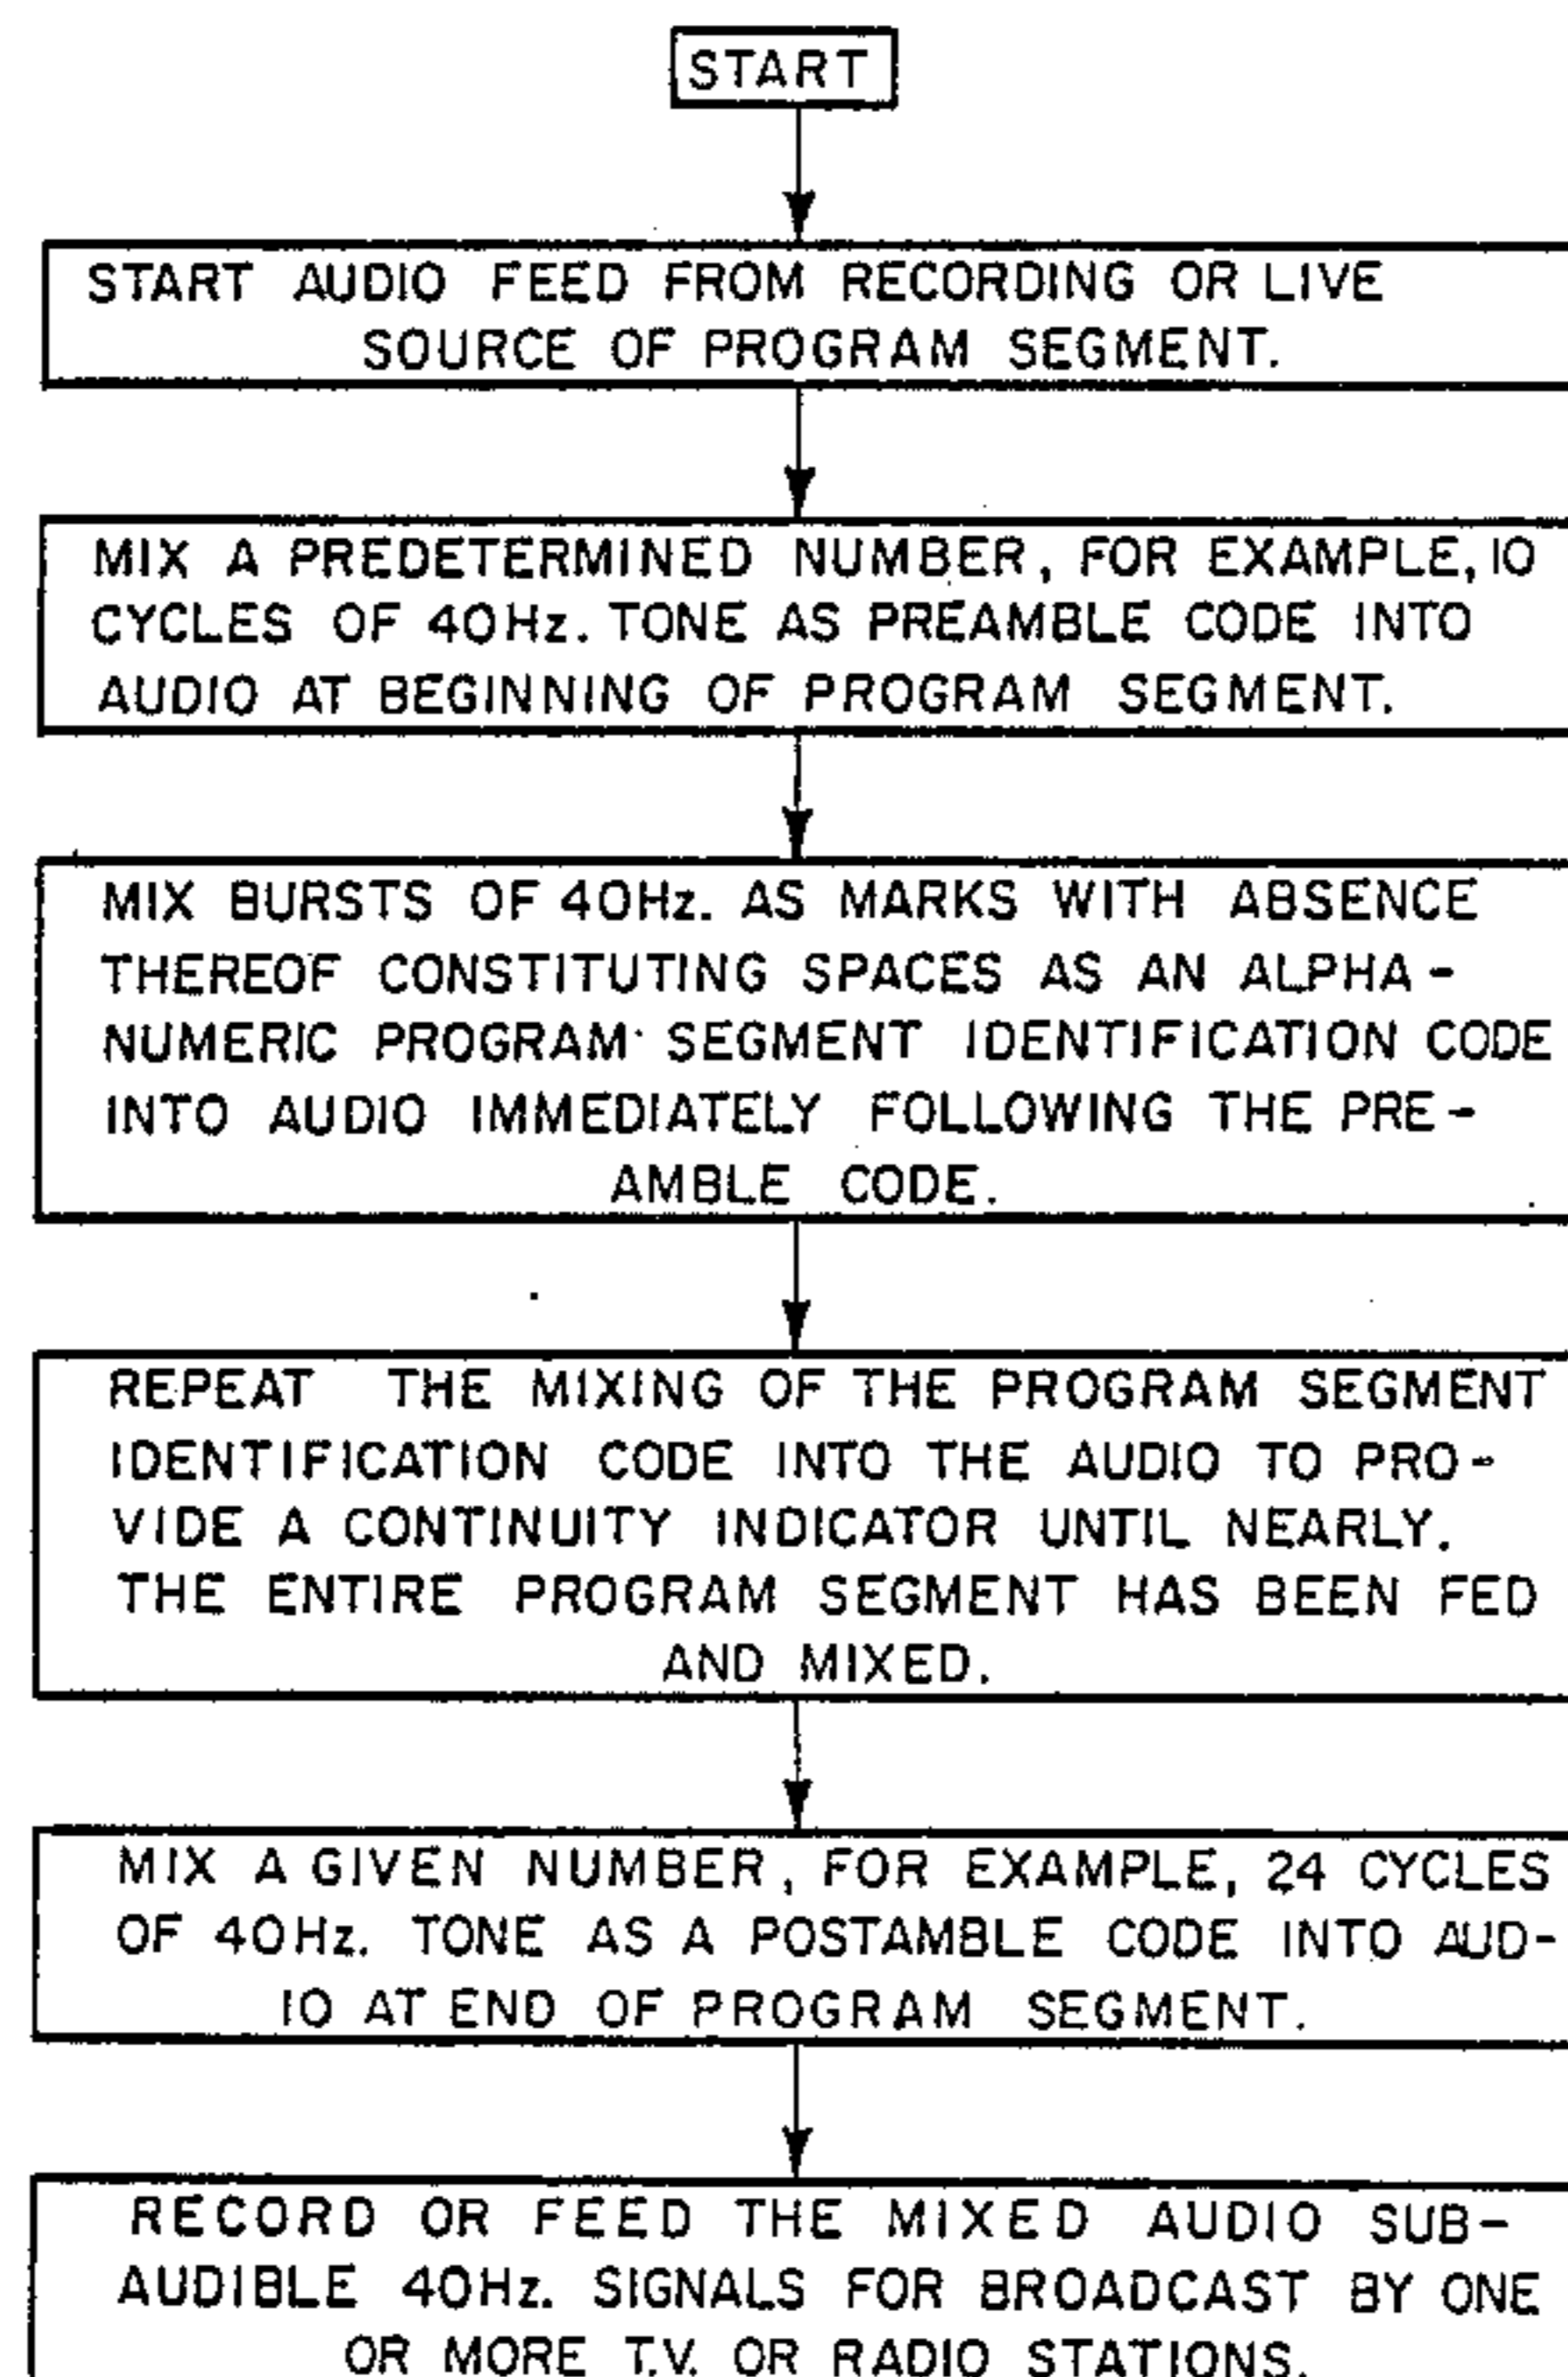 START
START AUDIO FEED FROM RECORDING OR LIVE
SOURCE OF PROGRAM SEGMENT.
MIX A PREDETERMINED NUMBER, FOR EXAMPLE, 10
CYCLES OF 40Hz. TONE AS PREAMBLE CODE INTO
AUDIO AT BEGINNING OF PROGRAM SEGMENT.
MIX BURSTS OF 40Hz. AS MARKS WITH ABSENCE
THEREOF CONSTITUTING SPACES AS AN ALPHA-
NUMERIC PROGRAM SEGMENT IDENTIFICATION CODE
INTO AUDIO IMMEDIATELY FOLLOWING THE PRE-
AMBLE CODE.
REPEAT THE MIXING OF THE PROGRAM SEGMENT
IDENTIFICATION CODE INTO THE AUDIO TO PRO-
VIDE A CONTINUITY INDICATOR UNTIL NEARLY.
THE ENTIRE PROGRAM SEGMENT HAS BEEN FED
AND MIXED.
MIX A GIVEN NUMBER, FOR EXAMPLE, 24 CYCLES
OF 40Hz. TONE AS A POSTAMBLE CODE INTO AUD-
IO AT END OF PROGRAM SEGMENT.
RECORD OR FEED THE MIXED AUDIO SUB-
AUDIBLE 40Hz. SIGNALS FOR BROADCAST BY ONE
OR MORE T.V. OR RADIO STATIONS.